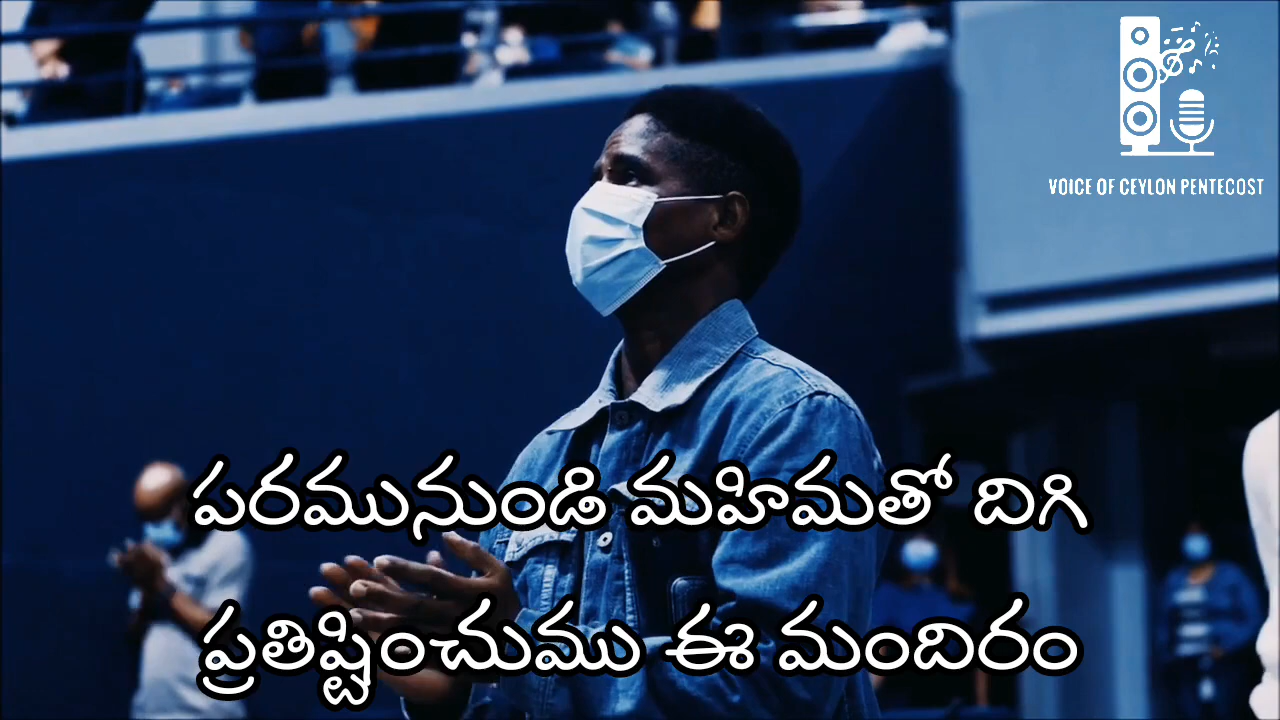 VOICE OF CEYLON PENTECOST
పరమునుండి మహిమతో దిగి
ప్రతిష్టించుము ఈ మందిరం